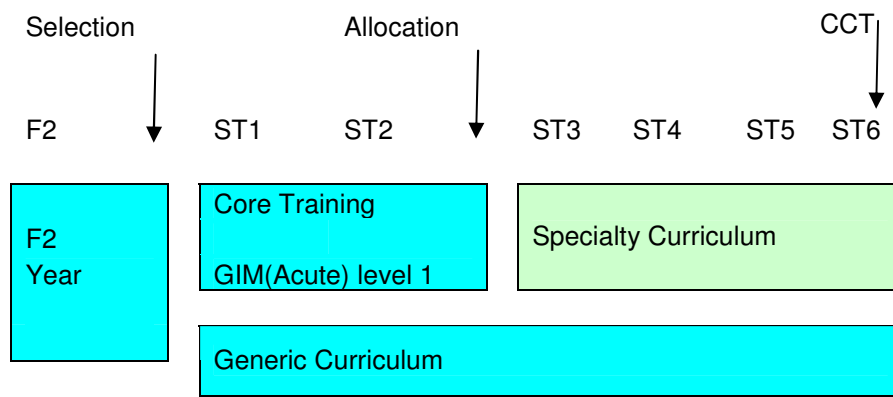 Selection Allocation CCT
F2 ST1 ST2 ST3 ST4 ST5 ST6
F2
Year
Core Training
GIM(Acute) level 1
Specialty Curriculum
Generic Curriculum